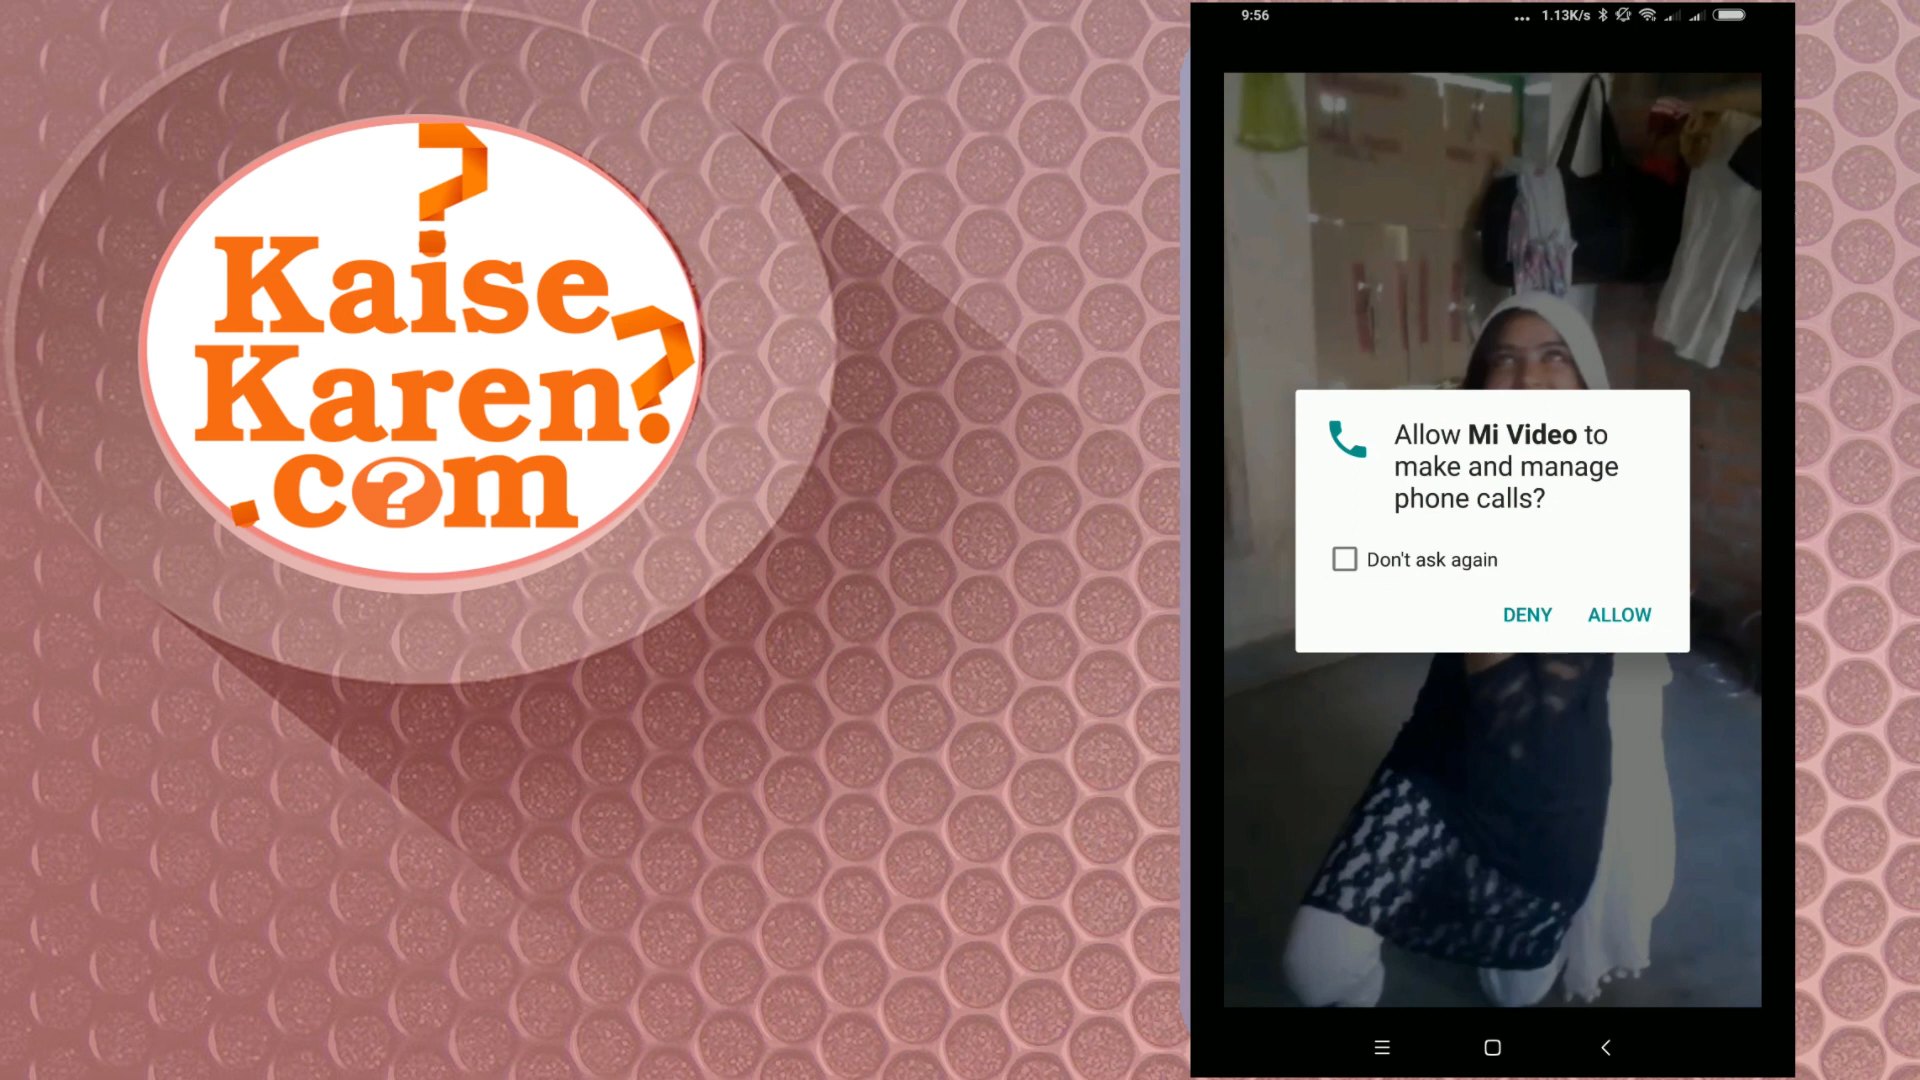 ?
Kaise
Karen?
.c?m
9:56
... 1.13K/s
Allow Mi Video to
make and manage
phone calls?
Don't ask again
DENY ALLOW